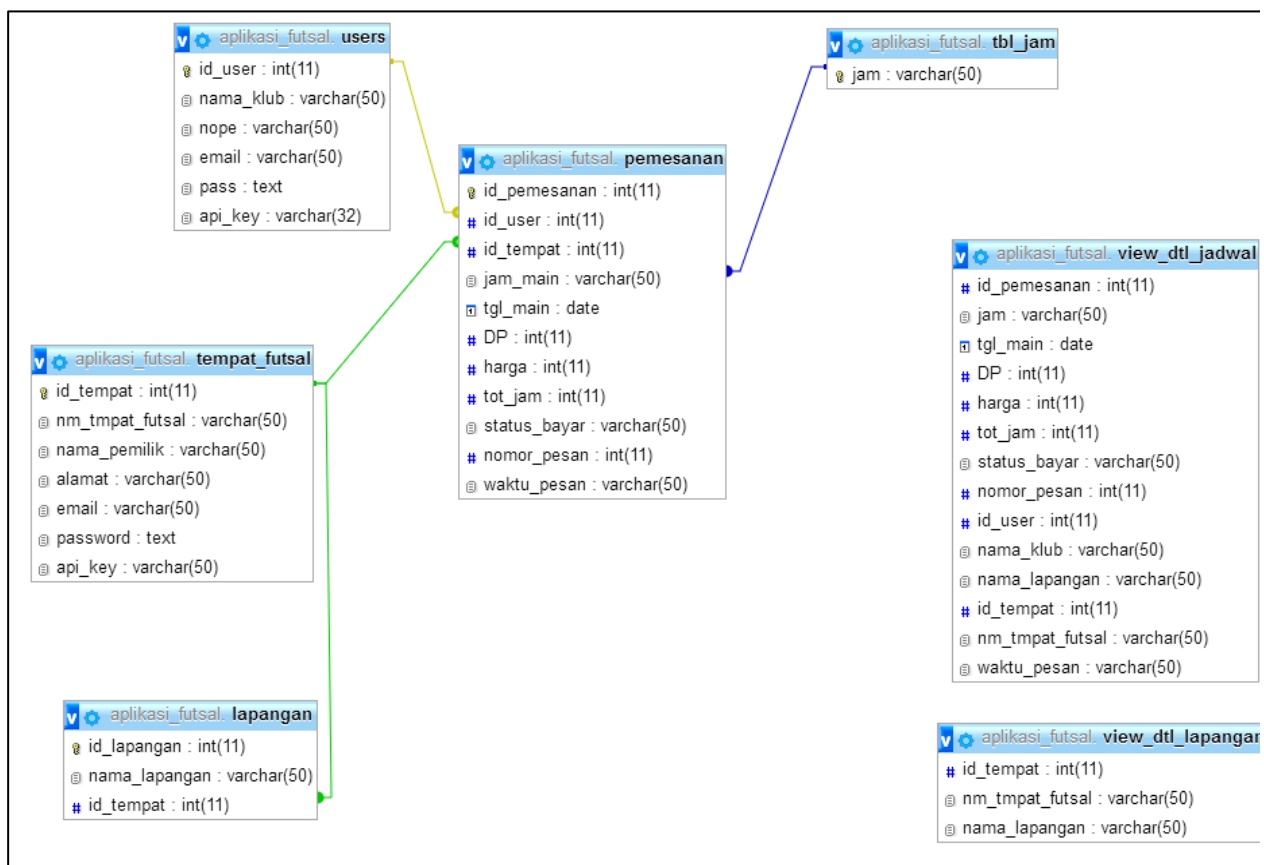 aplikasi_futsal. users
id_user : int(11)
nama_klub : varchar(50)
nope : varchar(50)
email : varchar(50)
pass : text
api_key : varchar(32)
aplikasi_futsal. tbl_jam
jam : varchar(50)
aplikasi_futsal. pemesanan
id_pemesanan : int(11)
id_user : int(11)
id_tempat : int(11)
jam_main : varchar(50)
tgl_main : date
DP : int(11)
harga : int(11)
tot_jam : int(11)
status_bayar : varchar(50)
nomor_pesan : int(11)
waktu_pesan : varchar(50)
aplikasi_futsal. view_dtl_jadwal
id_pemesanan : int(11)
jam : varchar(50)
tgl_main : date
DP : int(11)
harga : int(11)
tot_jam : int(11)
status_bayar : varchar(50)
nomor_pesan : int(11)
id_user : int(11)
nama_klub : varchar(50)
nama_lapangan : varchar(50)
id_tempat : int(11)
nm_tmpat_futsal : varchar(50)
waktu_pesan : varchar(50)
aplikasi_futsal. tempat_futsal
id_tempat : int(11)
nm_tmpat_futsal : varchar(50)
nama_pemilik : varchar(50)
alamat : varchar(50)
email : varchar(50)
password : text
api_key : varchar(50)
aplikasi_futsal. lapangan
id_lapangan : int(11)
nama_lapangan : varchar(50)
id_tempat : int(11)
aplikasi_futsal. view_dtl_lapangan
id_tempat : int(11)
nm_tmpat_futsal : varchar(50)
nama_lapangan : varchar(50)